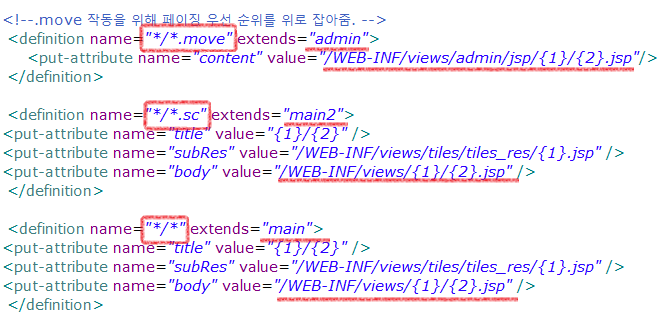 <!--.move 작동을 위해 페이징 우선 순위를 위로 잡아줌. -->
<definition name="*/*.move" extends="admin">
<put-attribute name="content" value="/WEB-INF/views/admin/jsp/{1}/{2}.jsp"/>
</definition>
<definition name="*/*.sc" extends="main2">
<put-attribute name="title" value="{1}/{2}" />
<put-attribute name="subRes" value="/WEB-INF/views/tiles/tiles_res/{1}.jsp" />
<put-attribute name="body" value="/WEB-INF/views/{1}/{2}.jsp" />
</definition>
<definition name="*/*" extends="main">
<put-attribute name="title" value="{1}/{2}" />
<put-attribute name="subRes" value="/WEB-INF/views/tiles/tiles_res/{1}.jsp" />
<put-attribute name="body" value="/WEB-INF/views/{1}/{2}.jsp" />
</definition>